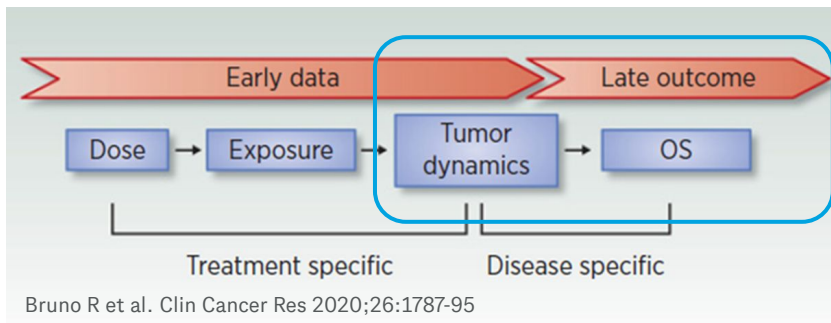 Early data
Late outcome
Dose
Exposure
Tumor
dynamics
OS
Treatment specific
Disease specific
Bruno R et al. Clin Cancer Res 2020;26:1787-95